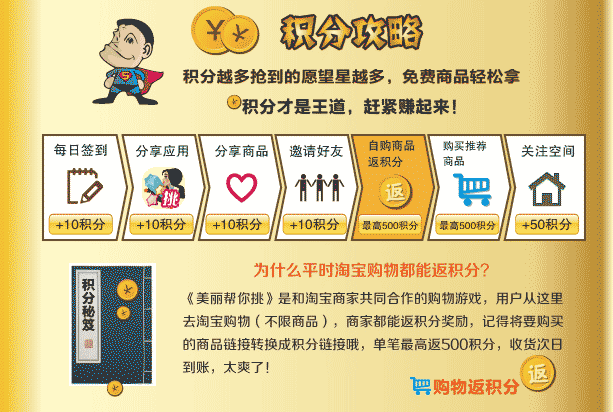 积分攻略
积分越多抢到的愿望星越多，免费商品轻松拿
积分才是王道，赶紧赚起来！
每日签到
+10积分
分享应用
挑
+10积分
分享商品
+10积分
邀请好友
+10积分
自购商品
返积分
返
最高500积分
购买推荐
商品
最高500积分
关注空间
+50积分
积分秘笈
为什么平时淘宝购物都能返积分？
《美丽帮你挑》是和淘宝商家共同合作的购物游戏，用户从这里
去淘宝购物（不限商品），商家都能返积分奖励，记得将要购买
的商品链接转换成积分链接哦，单笔最高返500积分，收货次日
到账，太爽了！
购物返积分
返